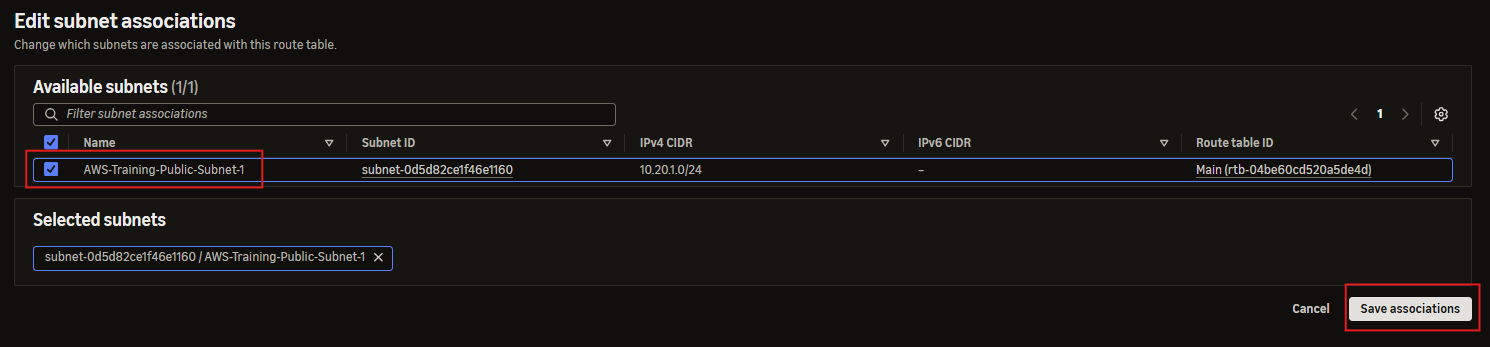 Edit subnet associations
Change which subnets are associated with this route table.
Available subnets (1/1)
Filter subnet associations
1
Name Subnet ID IPv4 CIDR IPv6 CIDR Route table ID
AWS-Training-Public-Subnet-1 subnet-0d5d82ce1f46e1160 10.20.1.0/24 – Main (rtb-04be60cd520a5de4d)
Selected subnets
subnet-0d5d82ce1f46e1160 / AWS-Training-Public-Subnet-1
Cancel Save associations